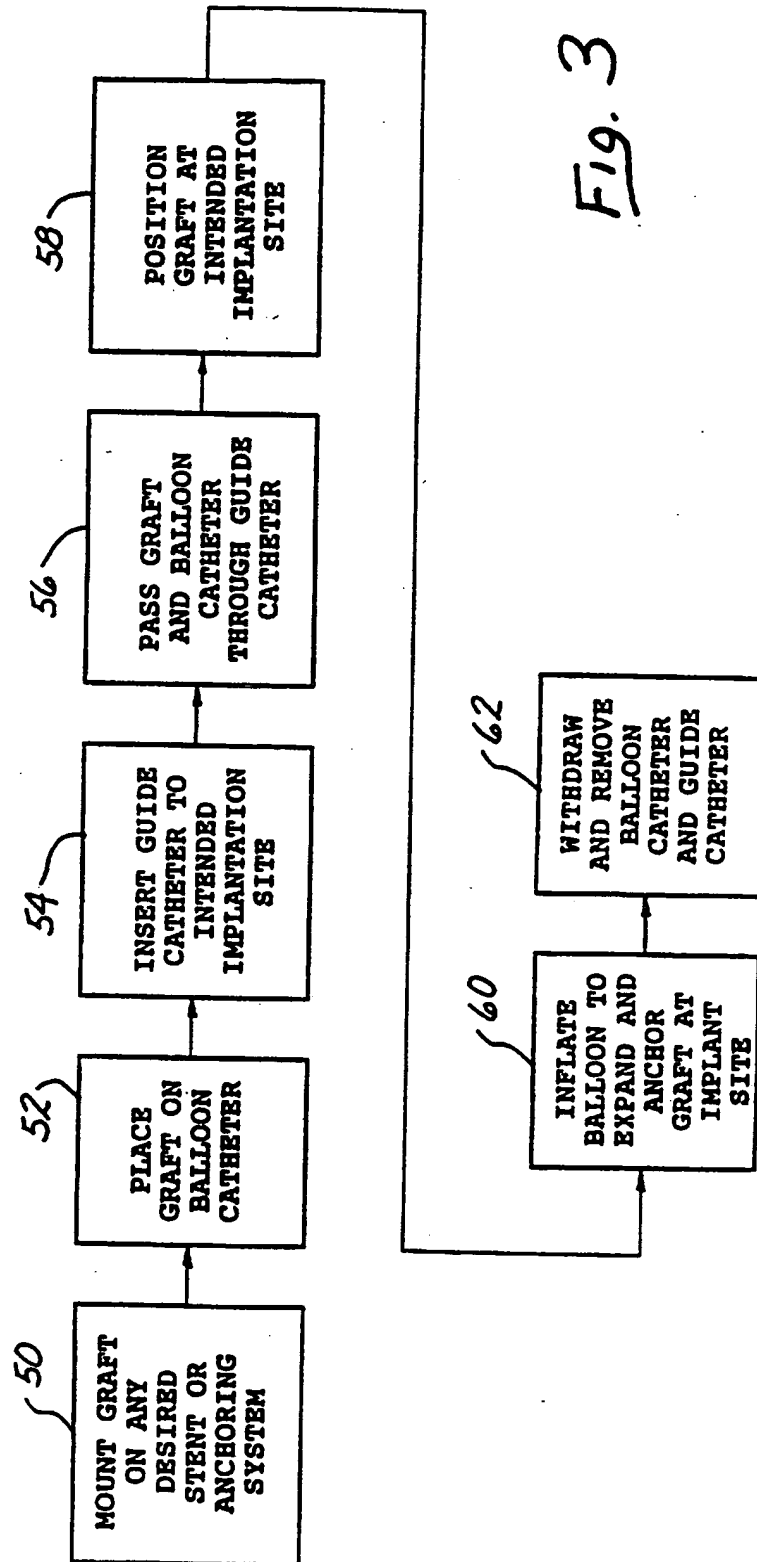 50
MOUNT GRAFT
ON ANY
DESIRED
STENT OR
ANCHORING
SYSTEM
52
PLACE
GRAFT ON
BALLOON
CATHETER
54
INSERT GUIDE
CATHETER TO
INTENDED
IMPLANTATION
SITE
56
PASS GRAFT
AND BALLOON
CATHETER
THROUGH GUIDE
CATHETER
58
POSITION
GRAFT AT
INTENDED
IMPLANTATION
SITE
60
INFLATE
BALLOON TO
EXPAND AND
ANCHOR
GRAFT AT
IMPLANT
SITE
62
WITHDRAW
AND REMOVE
BALLOON
CATHETER
AND GUIDE
CATHETER
Fig. 3